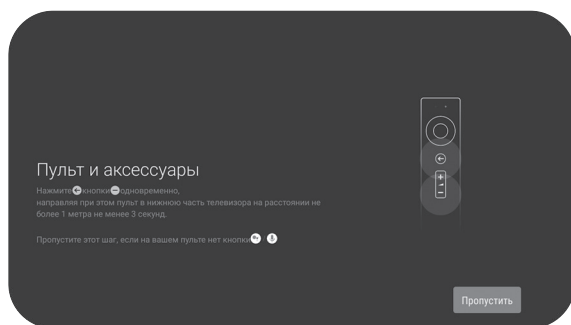 Пульт и аксессуары
Нажмите кнопки одновременно,
направляя при этом пульт в нижнюю часть телевизора на расстоянии не
более 1 метра не менее 3 секунд.
Пропустите этот шаг, если на вашем пульте нет кнопки
Пропустить